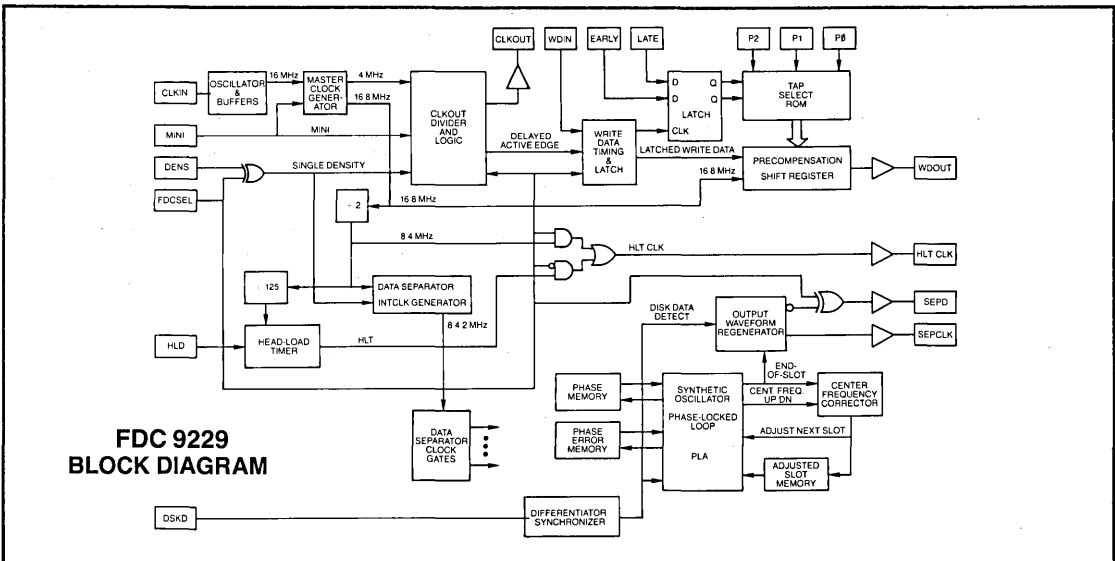 CLKOUT
WDIN
EARLY
LATE
P2
P1
PØ
CLKIN
OSCILLATOR
&
BUFFERS
16 MHz
MASTER
CLOCK
GENER-
ATOR
4 MHz
16 8 MHz
CLKOUT
DIVIDER
AND
LOGIC
D Q
D Q
LATCH
CLK
TAP
SELECT
ROM
MINI
MINI
DELAYED
ACTIVE EDGE
WRITE
DATA
TIMING
&
LATCH
LATCHED WRITE DATA
PRECOMPENSATION
SHIFT REGISTER
WDOUT
DENS
SINGLE DENSITY
FDCSEL
÷ 2
16 8 MHz
16 8 MHz
8 4 MHz
HLT CLK
HLT CLK
÷ 125
DATA SEPARATOR
INTCLK GENERATOR
8 4 2 MHz
DISK DATA
DETECT
OUTPUT
WAVEFORM
REGENERATOR
SEPD
SEPCLK
HLD
HEAD-LOAD
TIMER
HLT
END-
OF-SLOT
PHASE
MEMORY
SYNTHETIC
OSCILLATOR
PHASE-LOCKED
LOOP
PLA
CENT. FREQ.
UP DN
CENTER
FREQUENCY
CORRECTOR
PHASE
ERROR
MEMORY
ADJUST NEXT SLOT
ADJUSTED
SLOT
MEMORY
DATA
SEPARATOR
CLOCK
GATES
FDC 9229
BLOCK DIAGRAM
DSKD
DIFFERENTIATOR
SYNCHRONIZER